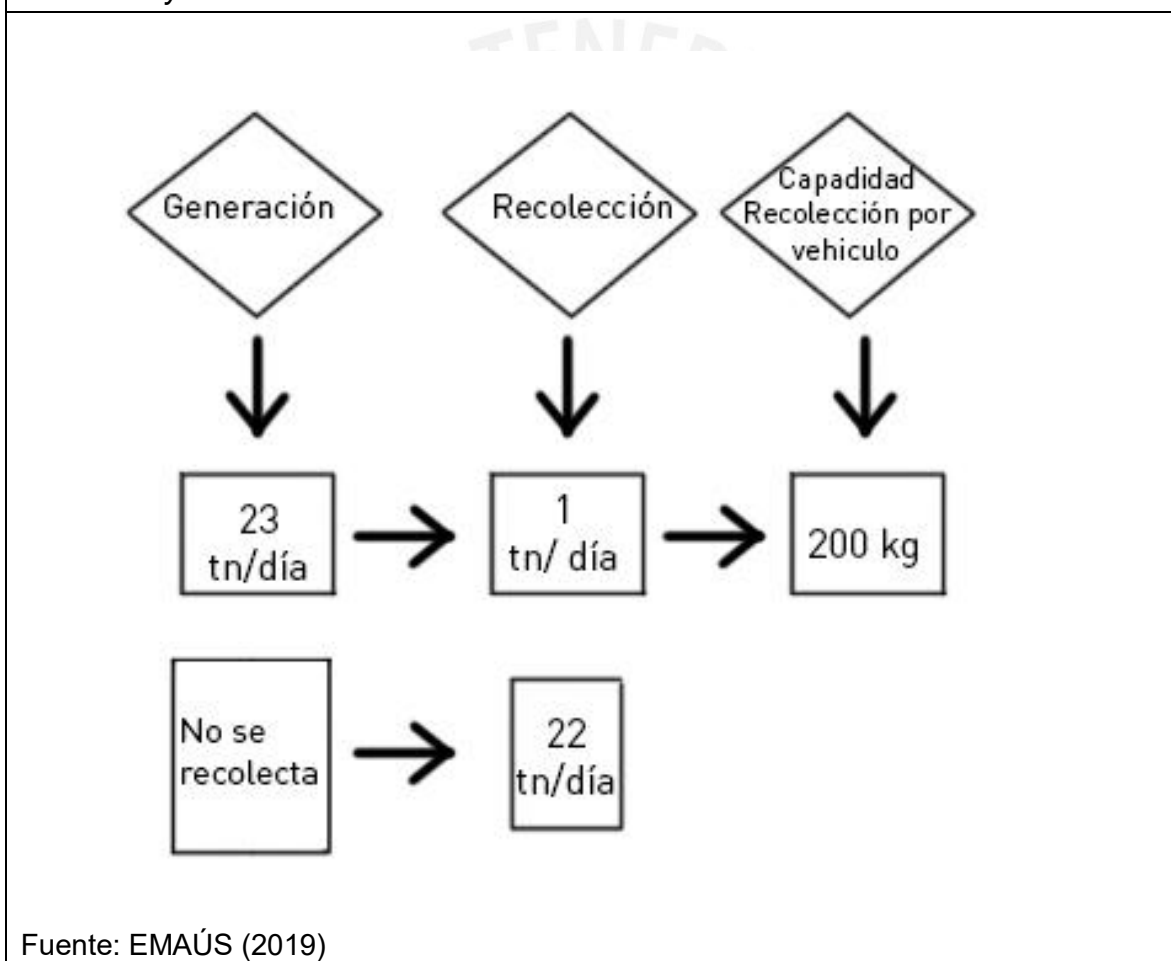 Generación
Recolección
Capadidad
Recolección por
vehiculo
23
tn/día
1
tn/ día
200 kg
No se
recolecta
22
tn/día
Fuente: EMAÚS (2019)